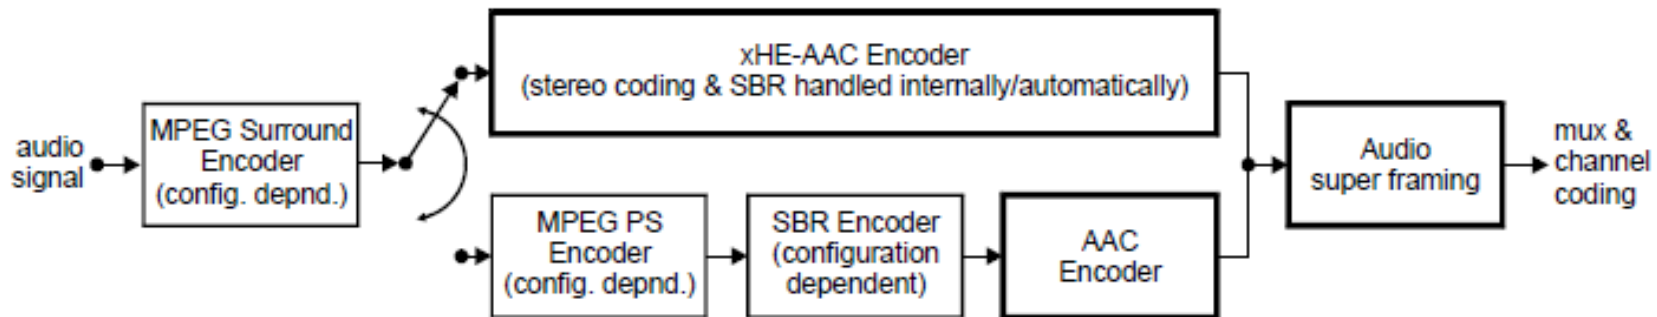 audio
signal
MPEG Surround
Encoder
(config. depnd.)
xHE-AAC Encoder
(stereo coding & SBR handled internally/automatically)
MPEG PS
Encoder
(config. depnd.)
SBR Encoder
(configuration
dependent)
AAC
Encoder
Audio
super framing
mux &
channel
coding